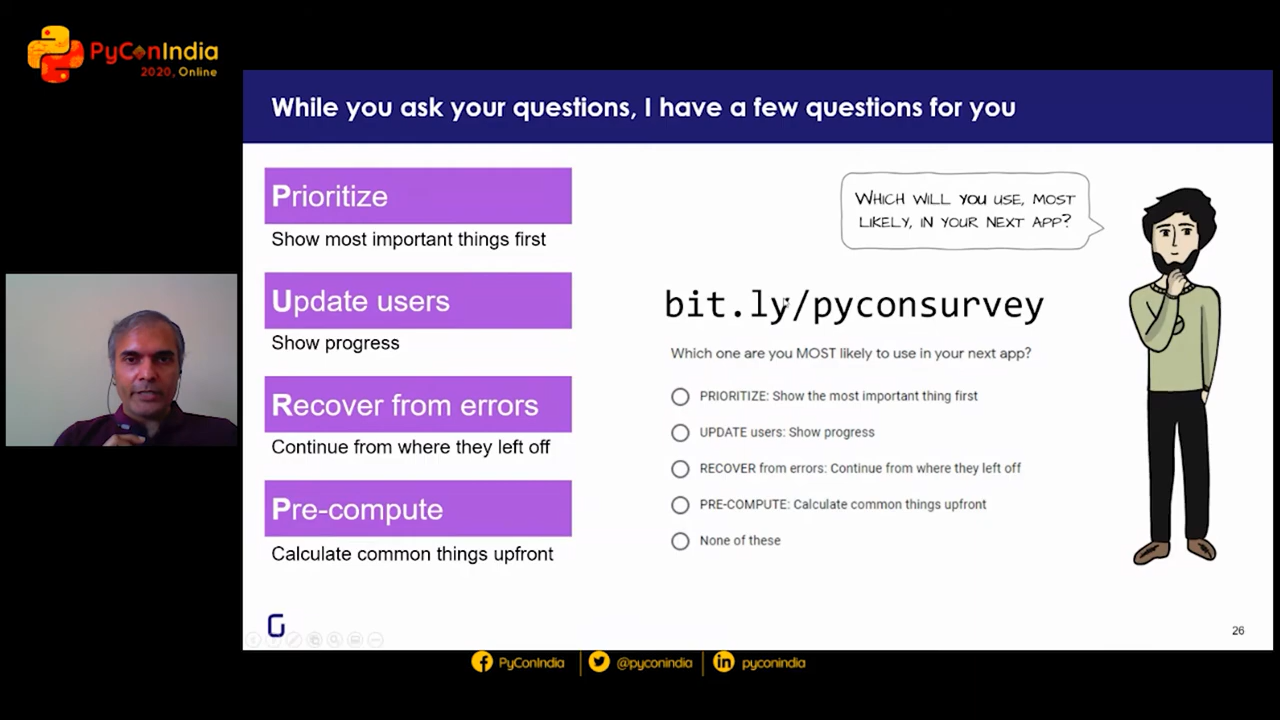 PyConIndia
2020, Online
While you ask your questions, I have a few questions for you
Prioritize
Show most important things first
Update users
Show progress
Recover from errors
Continue from where they left off
Pre-compute
Calculate common things upfront
WHICH WILL YOU USE, MOST
LIKELY, IN YOUR NEXT APP?
bit.ly/pyconsurvey
Which one are you MOST likely to use in your next app?
PRIORITIZE: Show the most important thing first
UPDATE users: Show progress
RECOVER from errors: Continue from where they left off
PRE-COMPUTE: Calculate common things upfront
None of these
26
PyConIndia
@pyconindia
pyconindia